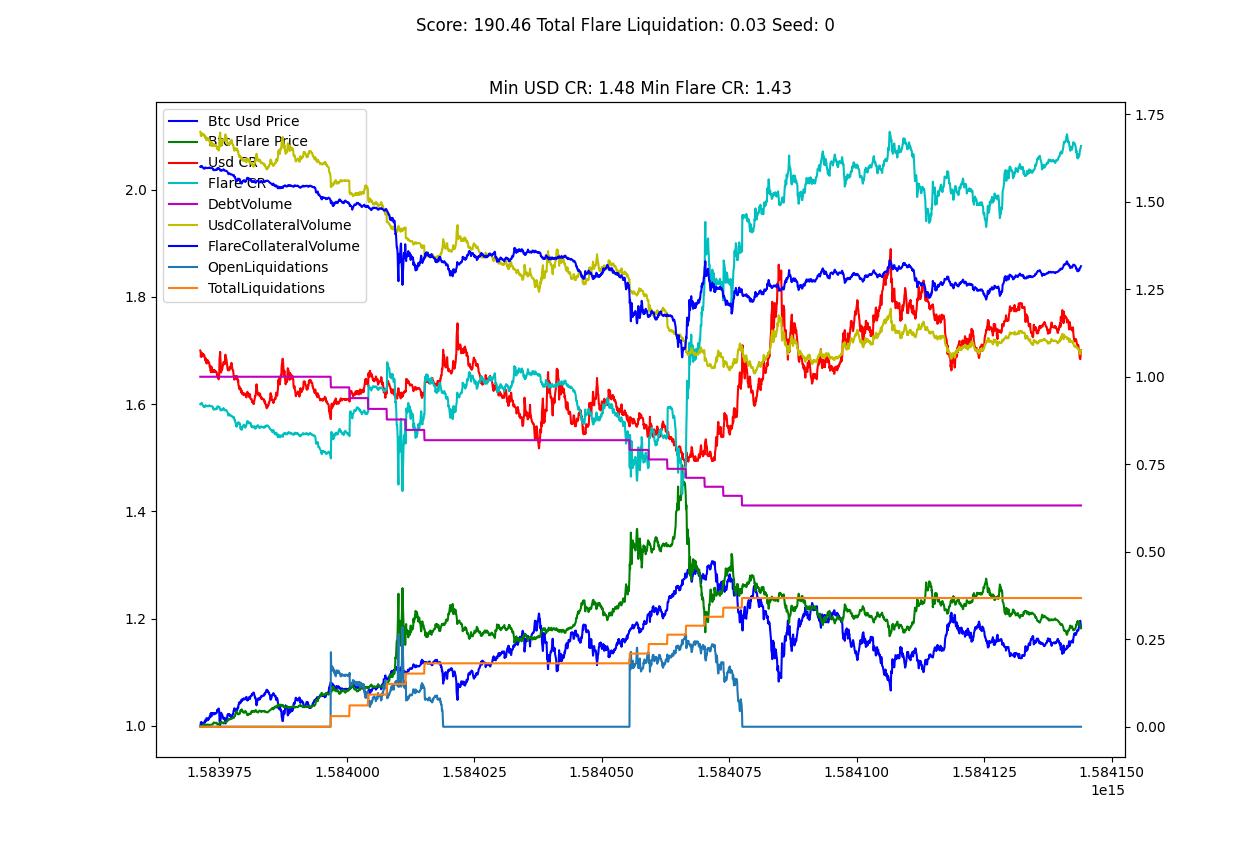 Score: 190.46 Total Flare Liquidation: 0.03 Seed: 0
Min USD CR: 1.48 Min Flare CR: 1.43
Btc Usd Price
Btc Flare Price
Usd CR
Flare CR
DebtVolume
UsdCollateralVolume
FlareCollateralVolume
OpenLiquidations
TotalLiquidations
2.0
1.8
1.6
1.4
1.2
1.0
1.75
1.50
1.25
1.00
0.75
0.50
0.25
0.00
1.583975 1.584000 1.584025 1.584050 1.584075 1.584100 1.584125 1.584150
1e15